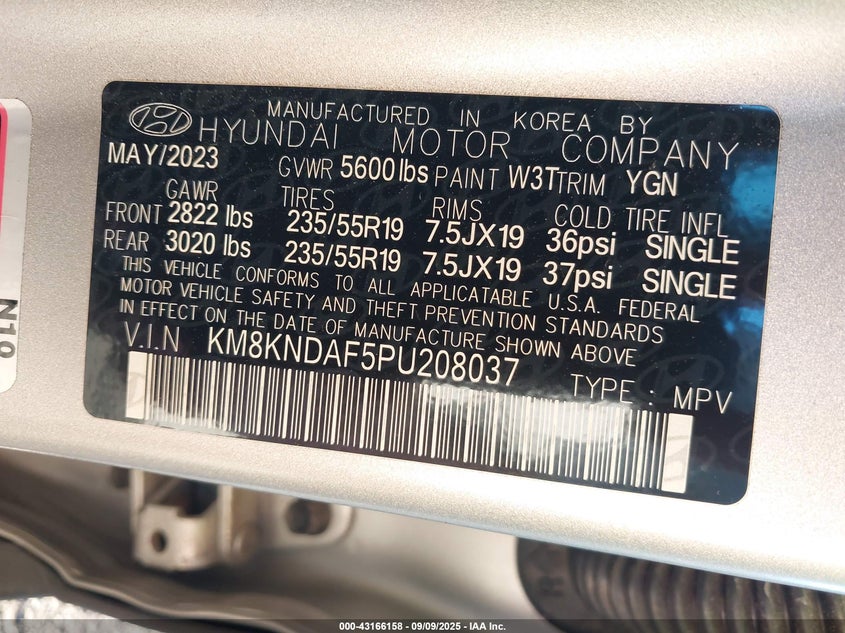 MANUFACTURED IN KOREA BY
HYUNDAI MOTOR COMPANY
MAY/2023 GVWR 5600 lbs PAINT W3T TRIM YGN
GAWR TIRES RIMS COLD TIRE INFL
FRONT 2822 lbs 235/55R19 7.5JX19 36psi SINGLE
REAR 3020 lbs 235/55R19 7.5JX19 37psi SINGLE
THIS VEHICLE CONFORMS TO ALL APPLICATABLE U.S.A. FEDERAL
MOTOR VEHICLE SAFETY AND THEFT PREVENTION STANDARDS
IN EFFECT ON THE DATE OF MANUFACTURE SHOWN ABOVE
V.I.N KM8KNDAF5PU208037 TYPE : MPV
N10
000-43166158 - 09/09/2025 - IAA Inc.